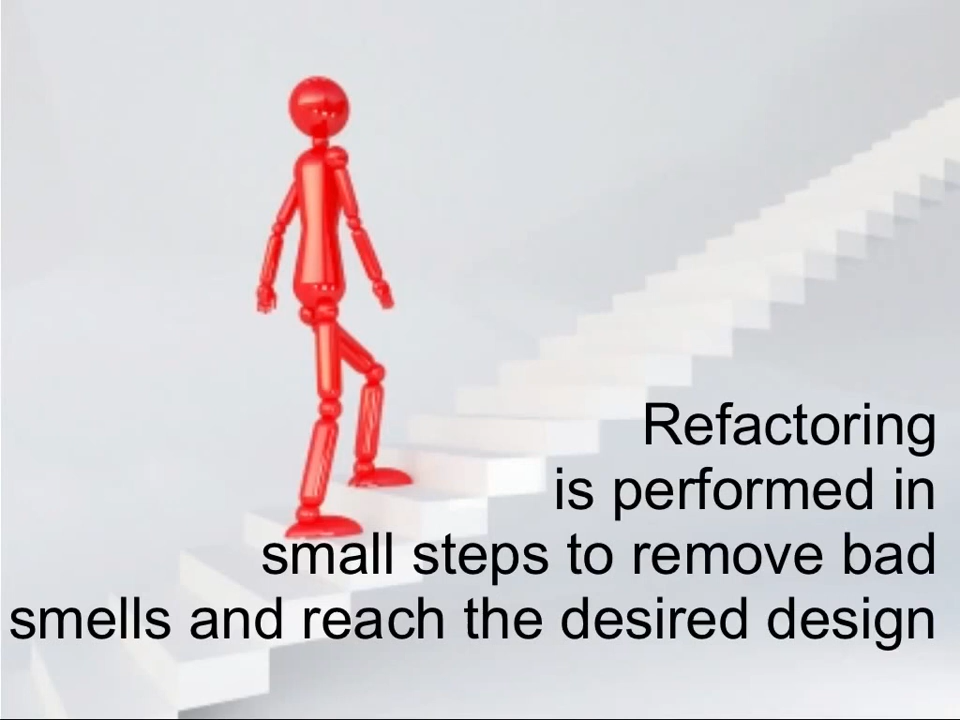 Refactoring
is performed in
small steps to remove bad
smells and reach the desired design